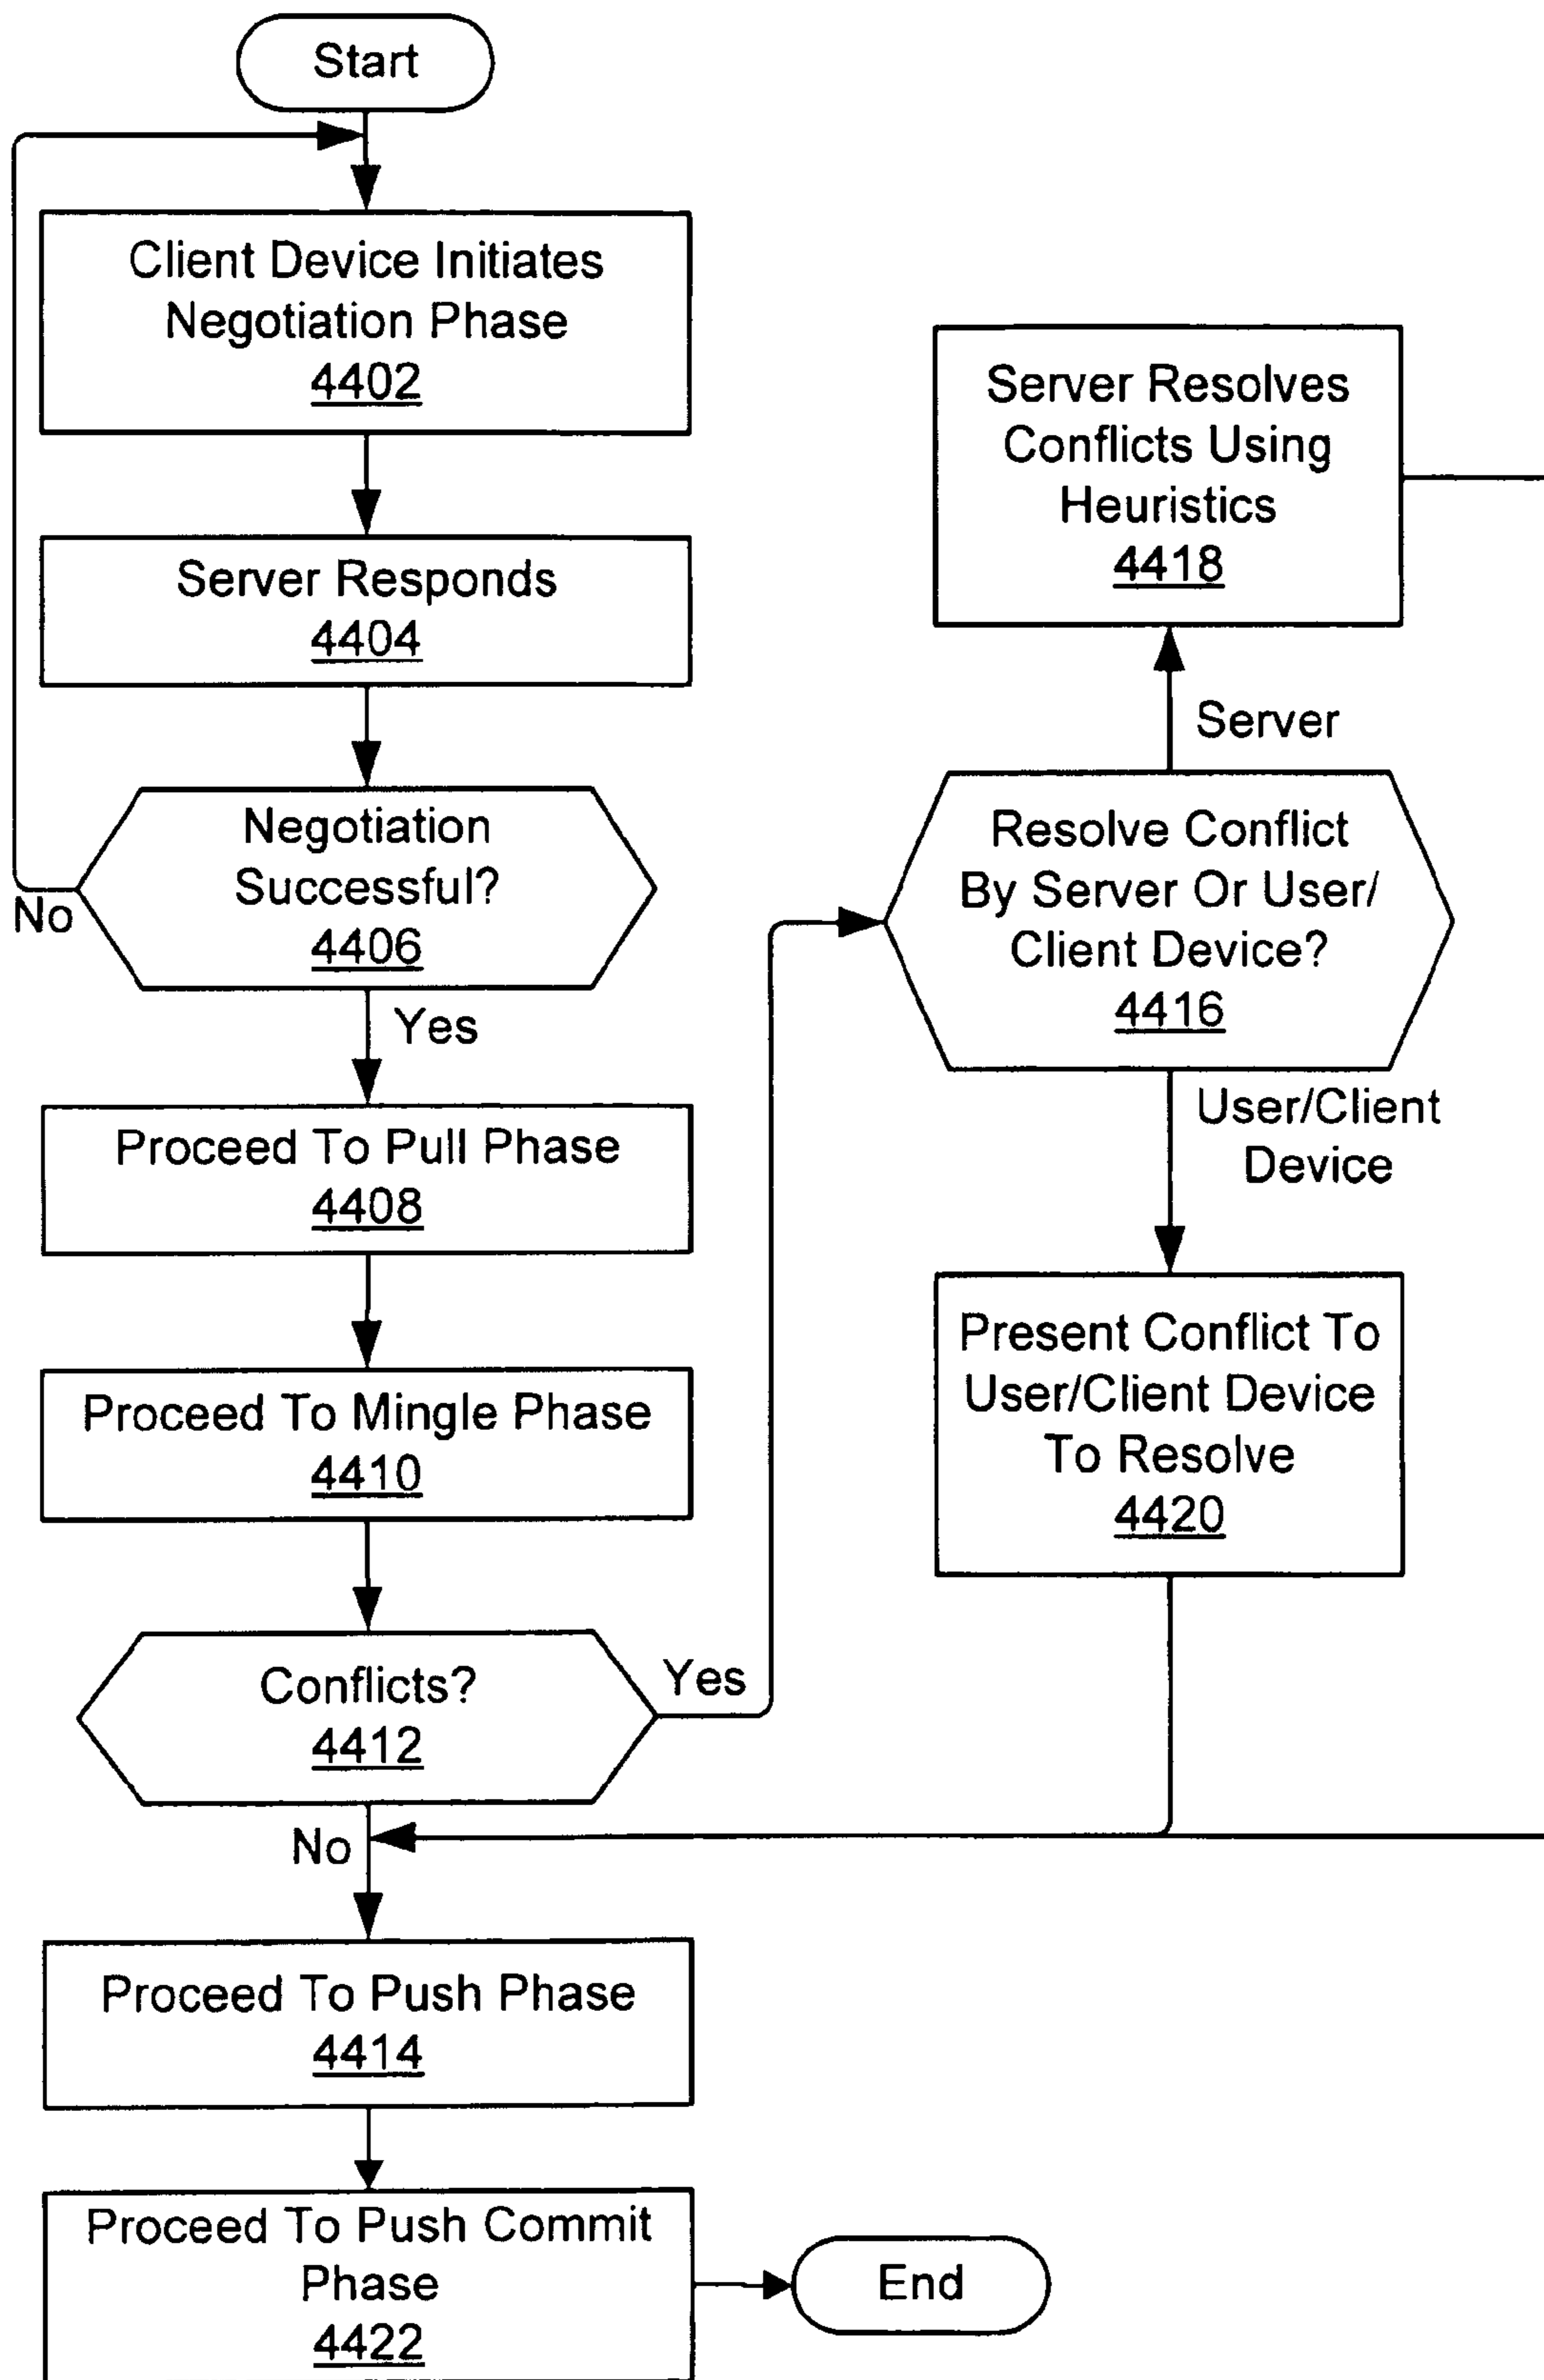 Start
Client Device Initiates
Negotiation Phase
4402
Server Responds
4404
Negotiation
Successful?
4406
No
Yes
Proceed To Pull Phase
4408
Proceed To Mingle Phase
4410
Conflicts?
4412
Yes
No
Proceed To Push Phase
4414
Proceed To Push Commit
Phase
4422
End
Server Resolves
Conflicts Using
Heuristics
4418
Server
Resolve Conflict
By Server Or User/
Client Device?
4416
User/Client
Device
Present Conflict To
User/Client Device
To Resolve
4420